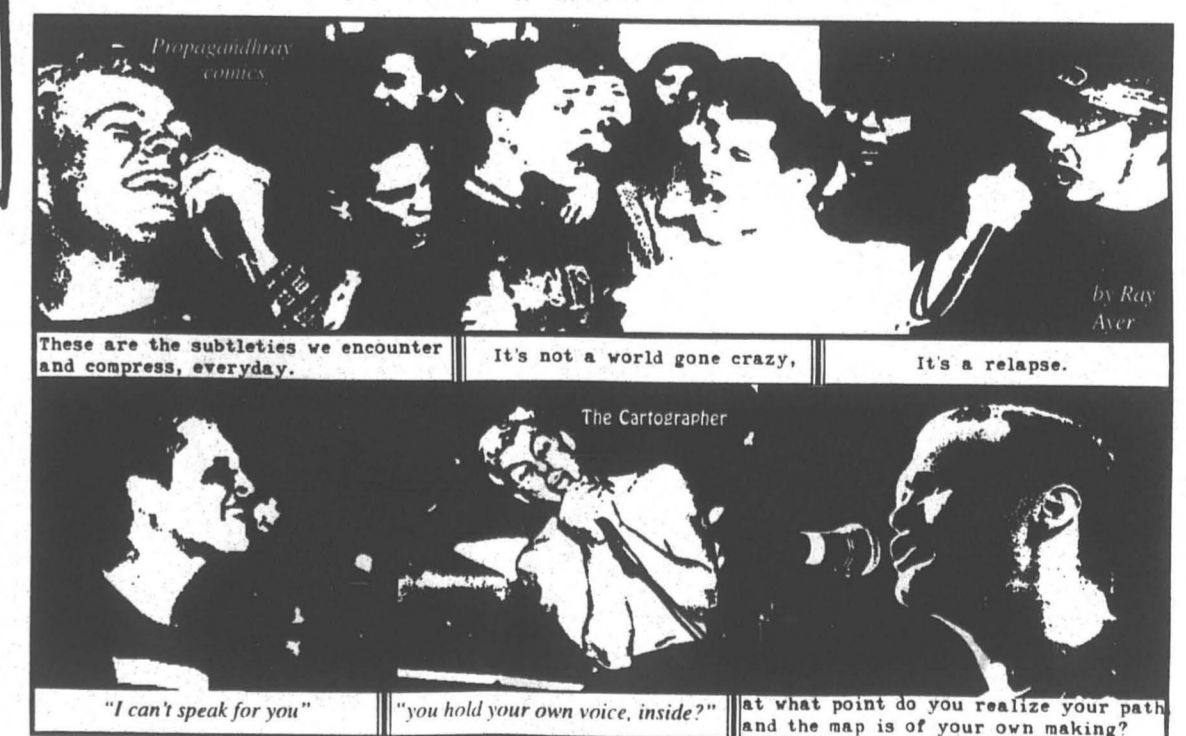 Propagandhray
comics
by Ray
Ayer
These are the subtleties we encounter
and compress, everyday.
It's not a world gone crazy,
It's a relapse.
The Cartographer
"I can't speak for you"
"you hold your own voice, inside?"
at what point do you realize your path
and the map is of your own making?